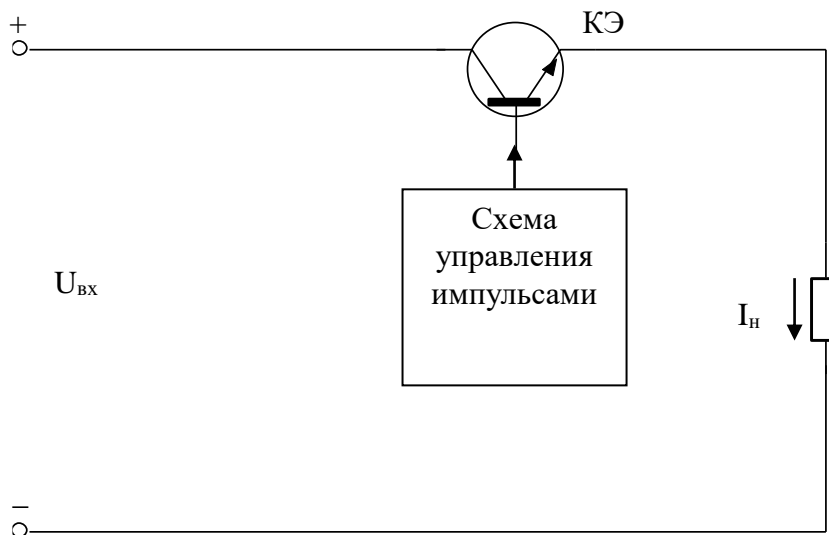 +
КЭ
Схема
управления
импульсами
Uвх
Iн
−